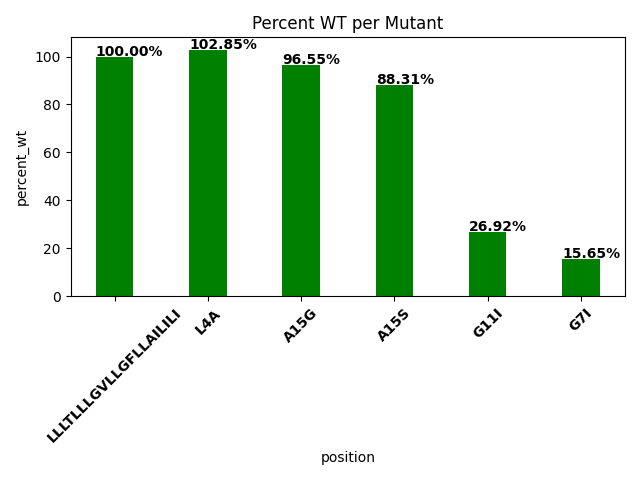 Percent WT per Mutant
percent_wt
100
80
60
40
20
0
100.00%
102.85%
96.55%
88.31%
26.92%
15.65%
LLLTLLLGVLLGFLLAILILI
L4A
A15G
A15S
G11I
G7I
position